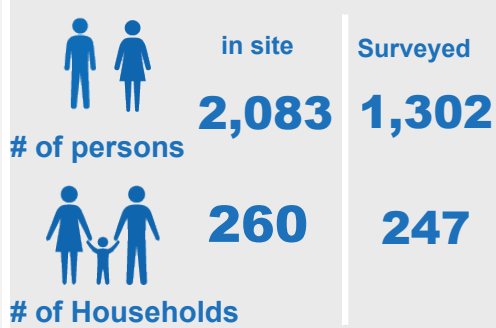 in site Surveyed
2,083 1,302
# of persons
260 247
# of Households